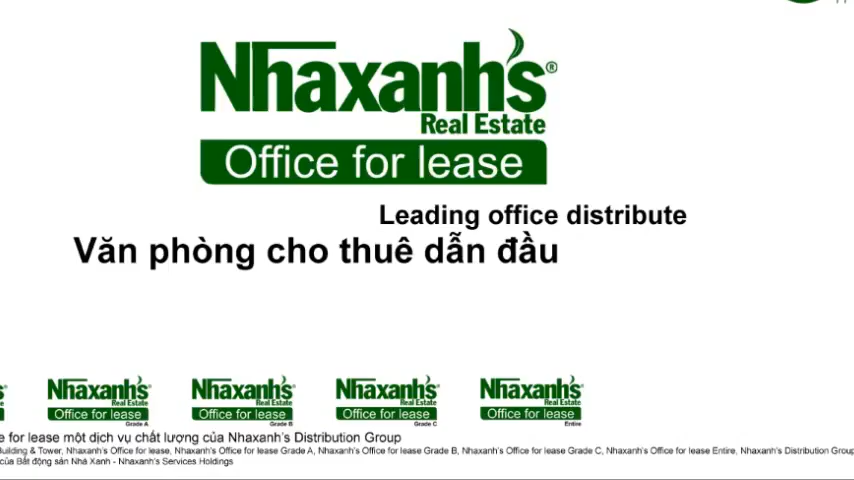 Nhaxanh's®
Real Estate
Office for lease
Leading office distribute
Văn phòng cho thuê dẫn đầu
Nhaxanh's Nhaxanh's Nhaxanh's Nhaxanh's
Real Estate Real Estate Real Estate Real Estate
Office for lease Office for lease Office for lease Office for lease
Grade A Grade B Grade C Entire
e for lease một dịch vụ chất lượng của Nhaxanh's Distribution Group
Building & Tower, Nhaxanh's Office for lease, Nhaxanh's Office for lease Grade A, Nhaxanh's Office for lease Grade B, Nhaxanh's Office for lease Grade C, Nhaxanh's Office for lease Entire, Nhaxanh's Distribution Group
của Bất động sản Nhà Xanh - Nhaxanh's Services Holdings